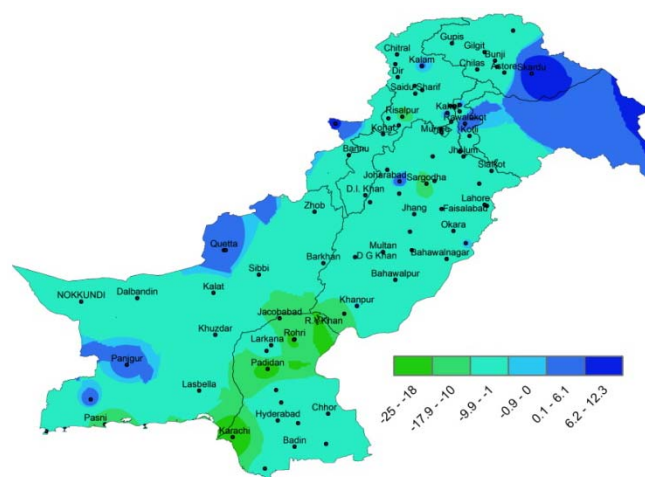 Gupis
Gilgit
Bunji
Chitral
Kalam
Chilas
Astore
Skardu
Dir
Saidu Sharif
Risalpur
Rawalakot
Kohat
Kotli
Bannu
Jhelum
Sialkot
Joharabad
Sargodha
D.I. Khan
Zhob
Jhang
Lahore
Faisalabad
Okara
Quetta
Multan
D G Khan
Barkhan
Bahawalnagar
Sibbi
Bahawalpur
NOKKUNDI
Dalbandin
Kalat
Khanpur
Jacobabad
R.Y.Khan
Khuzdar
Larkana
Rohri
Panjgur
Padidan
Lasbella
Pasni
Hyderabad
Chhor
Karachi
Badin
-25 - -18
-17.9 - -10
-9.9 - -1
-0.9 - 0
0.1 - 6.1
6.2 - 12.3